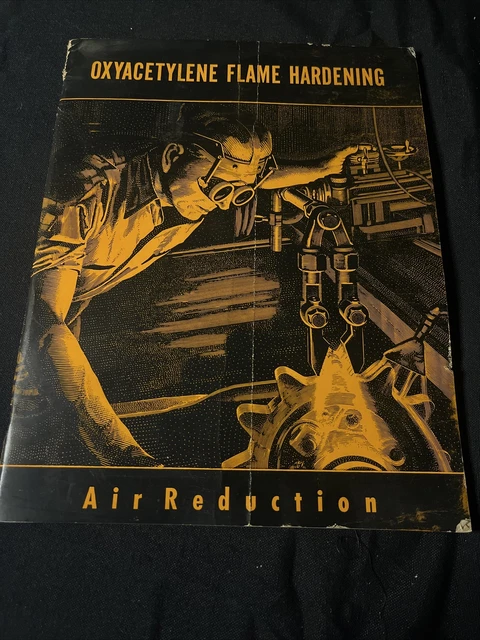 OXYACETYLENE FLAME HARDENING
Air Reduction